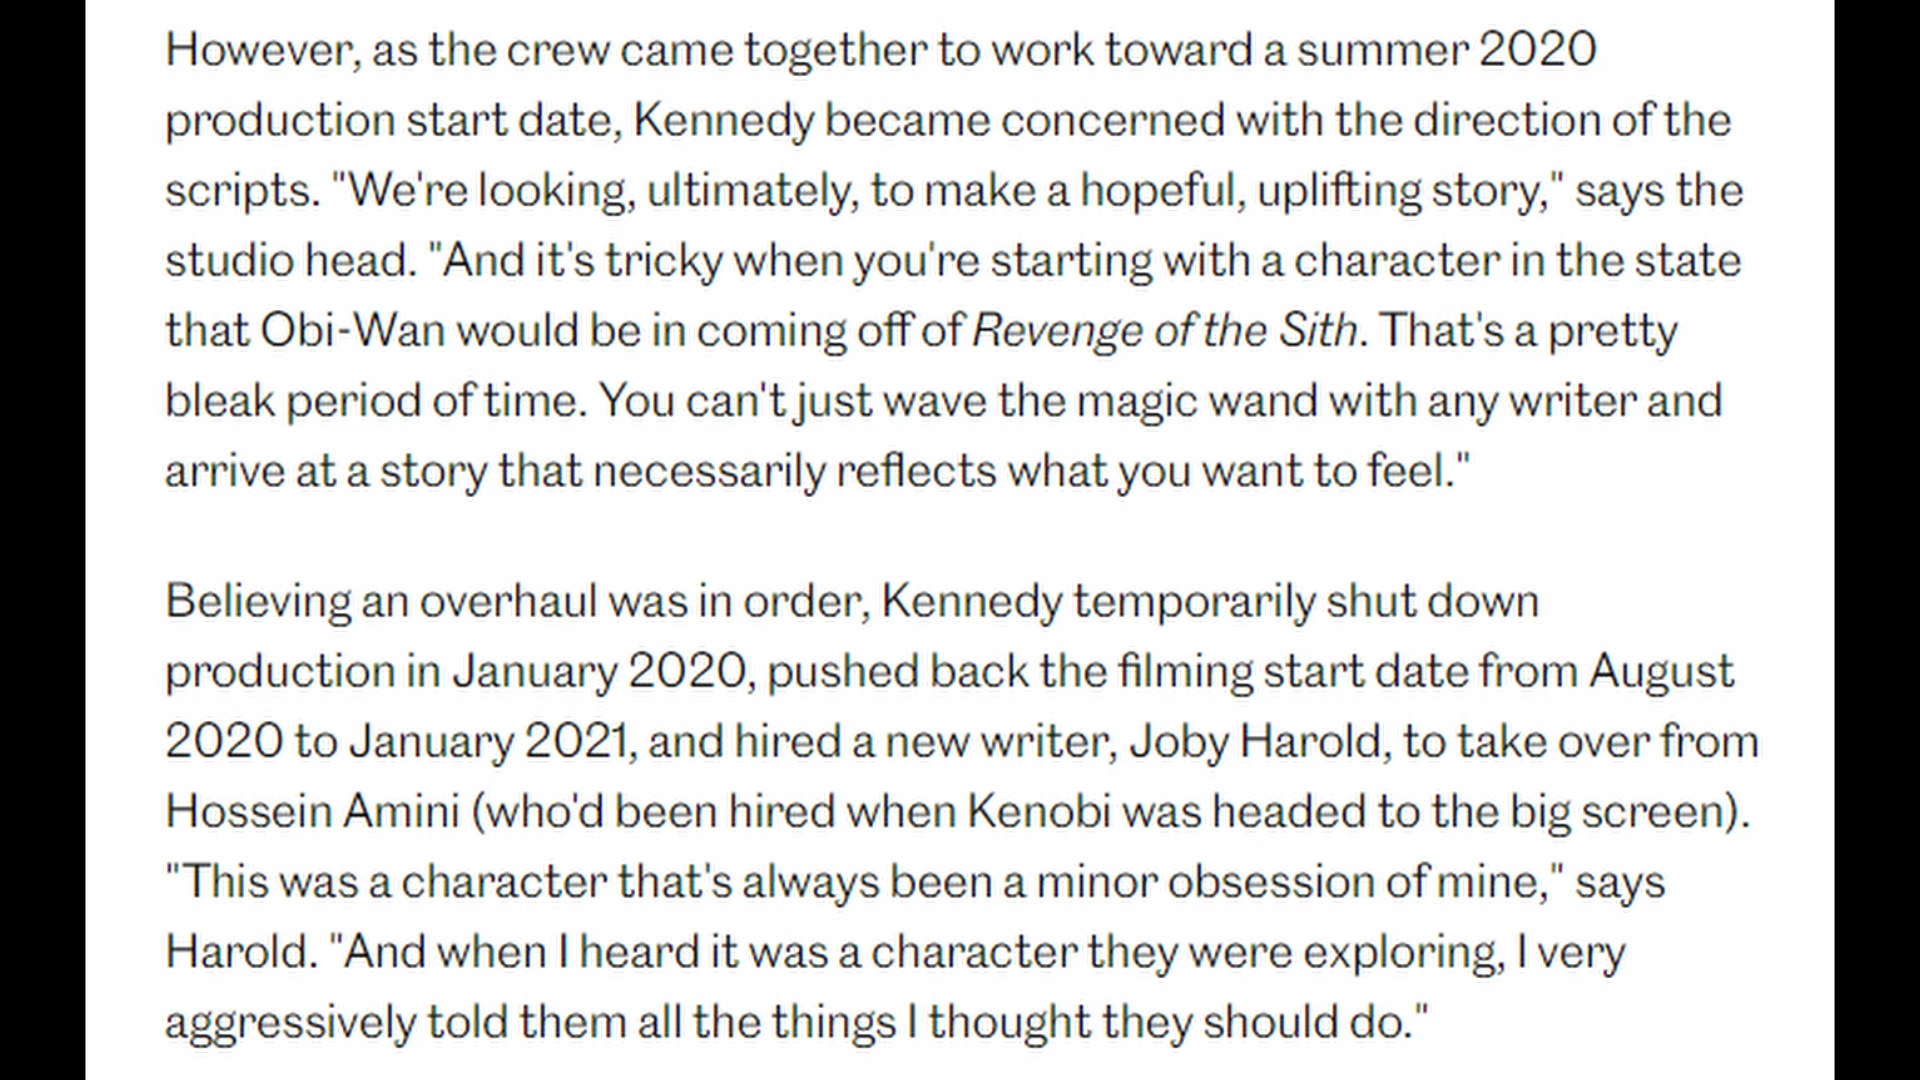 However, as the crew came together to work toward a summer 2020
production start date, Kennedy became concerned with the direction of the
scripts. "We're looking, ultimately, to make a hopeful, uplifting story," says the
studio head. "And it's tricky when you're starting with a character in the state
that Obi-Wan would be in coming off of Revenge of the Sith. That's a pretty
bleak period of time. You can't just wave the magic wand with any writer and
arrive at a story that necessarily reflects what you want to feel."
Believing an overhaul was in order, Kennedy temporarily shut down
production in January 2020, pushed back the filming start date from August
2020 to January 2021, and hired a new writer, Joby Harold, to take over from
Hossein Amini (who'd been hired when Kenobi was headed to the big screen).
"This was a character that's always been a minor obsession of mine," says
Harold. "And when I heard it was a character they were exploring, I very
aggressively told them all the things I thought they should do."